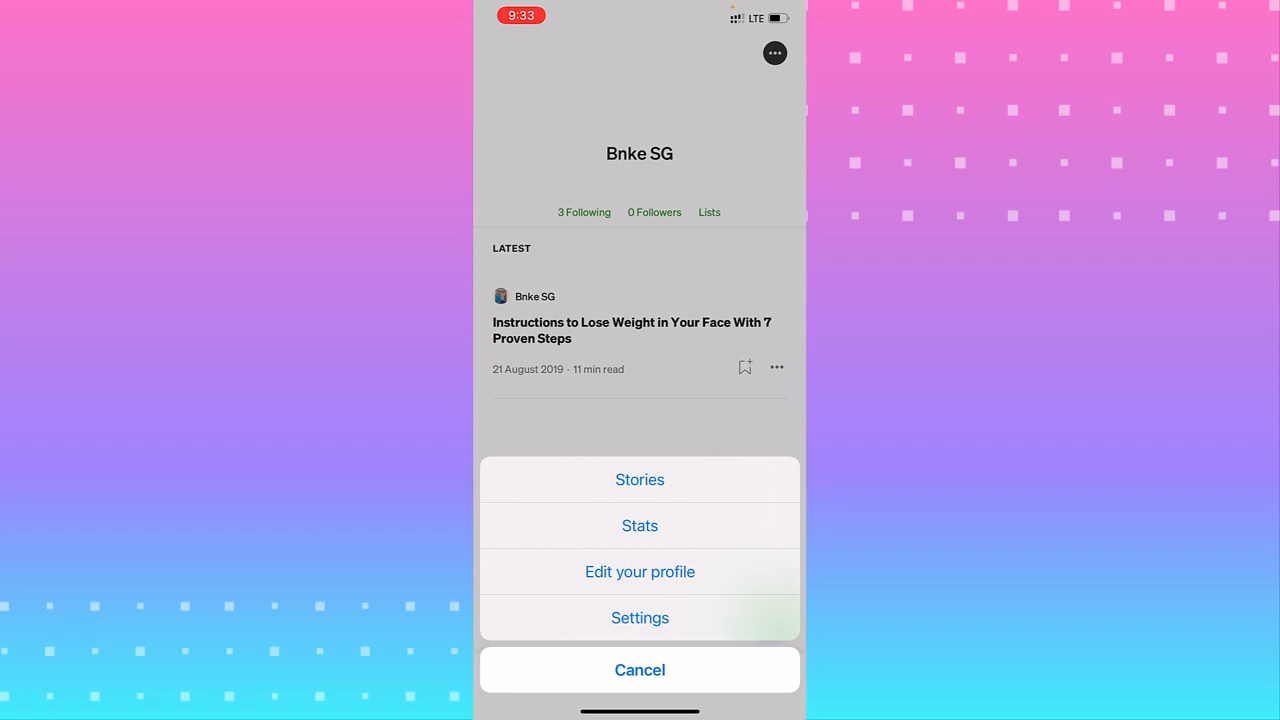 9:33
LTE
Bnke SG
3 Following 0 Followers Lists
LATEST
Bnke SG
Instructions to Lose Weight in Your Face With 7
Proven Steps
21 August 2019 · 11 min read
Stories
Stats
Edit your profile
Settings
Cancel